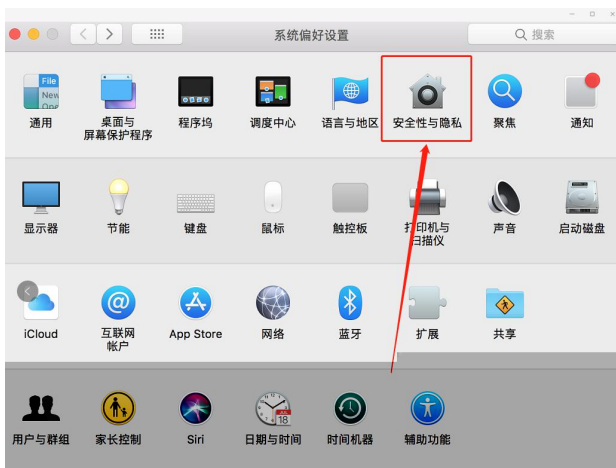 系统偏好设置
搜索
File
New
One
通用
桌面与
屏幕保护程序
程序坞
调度中心
语言与地区
安全性与隐私
聚焦
通知
显示器
节能
键盘
鼠标
触控板
打印机与
扫描仪
声音
启动磁盘
iCloud
互联网
帐户
App Store
网络
蓝牙
扩展
共享
用户与群组
家长控制
Siri
日期与时间
时间机器
辅助功能
18